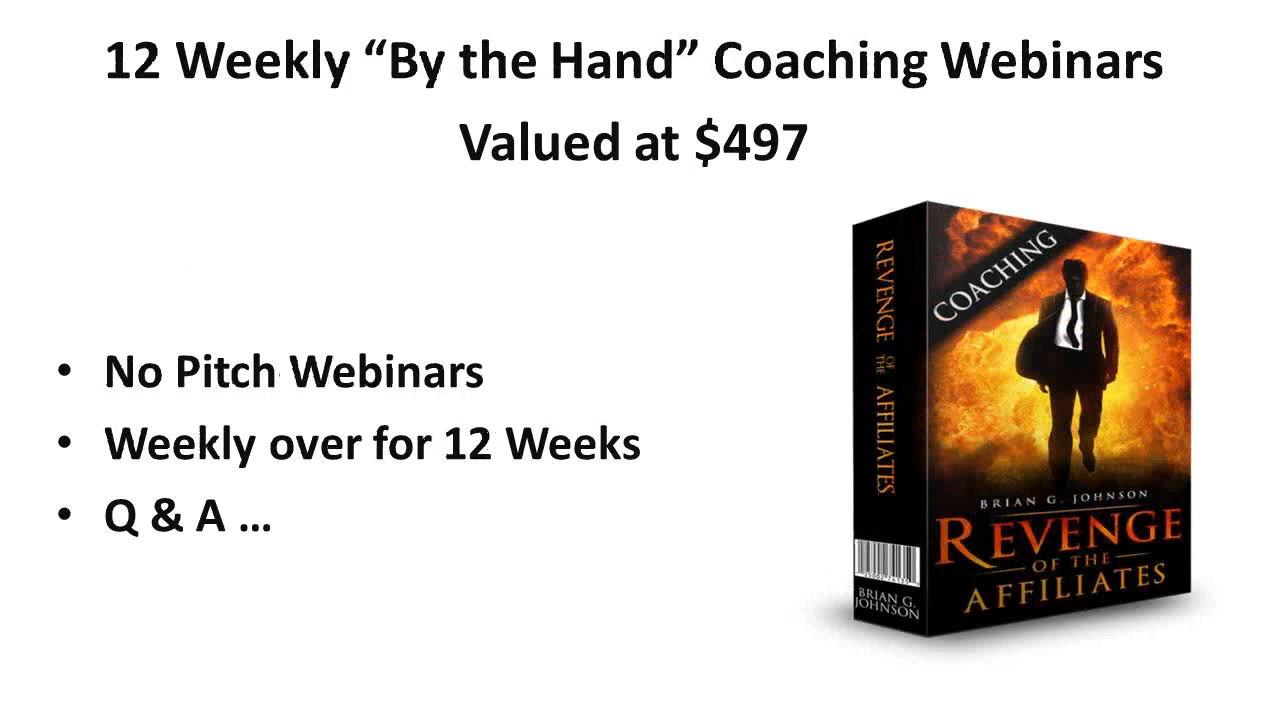 12 Weekly “By the Hand” Coaching Webinars
Valued at $497
• No Pitch Webinars
• Weekly over for 12 Weeks
• Q & A ...
COACHING
BRIAN G. JOHNSON
REVENGE
OF THE
AFFILIATES
REVENGE OF THE AFFILIATES
BRIAN G.
JOHNSON